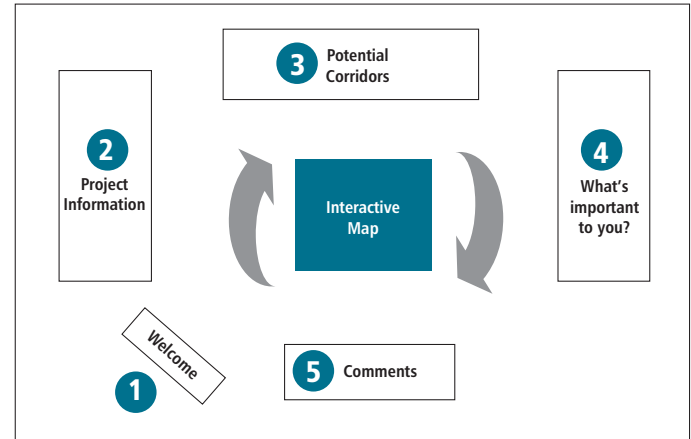 1
Welcome
2
Project
Information
3
Potential
Corridors
4
What's
important
to you?
5
Comments
Interactive
Map